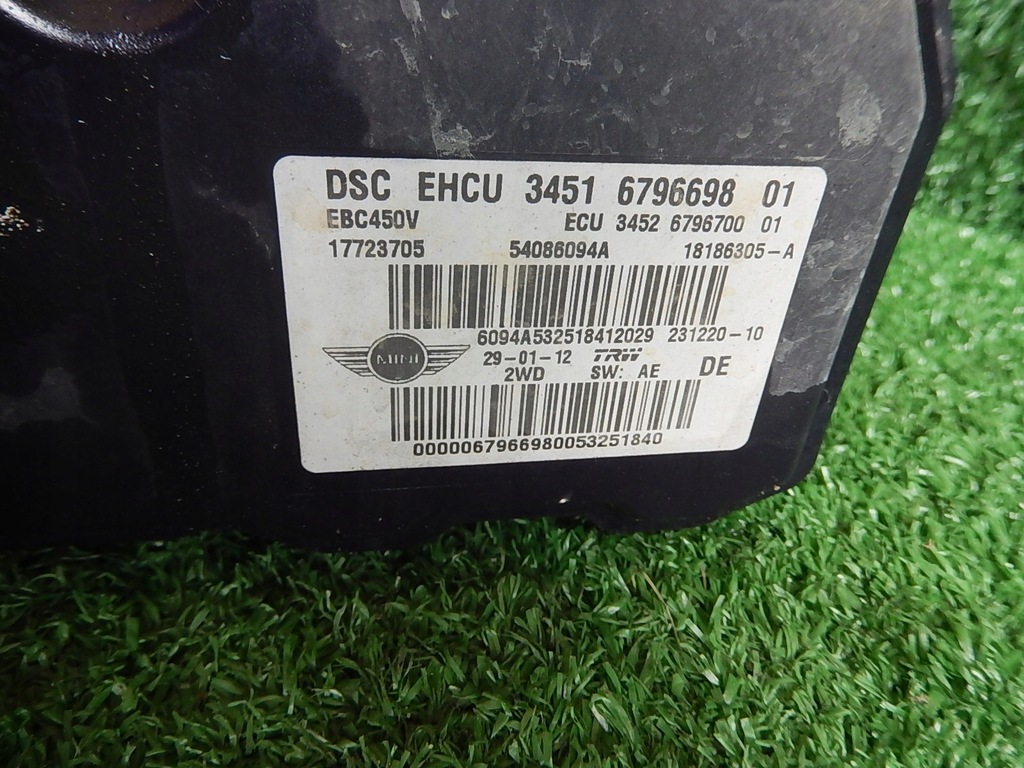 DSC EHCU 3451 6796698 01
EBC450V ECU 3452 6796700 01
17723705 54086094A 18186305-A
6094A532518412029 231220-10
MINI 29-01-12 TRW
2WD SW: AE DE
0000067966980053251840